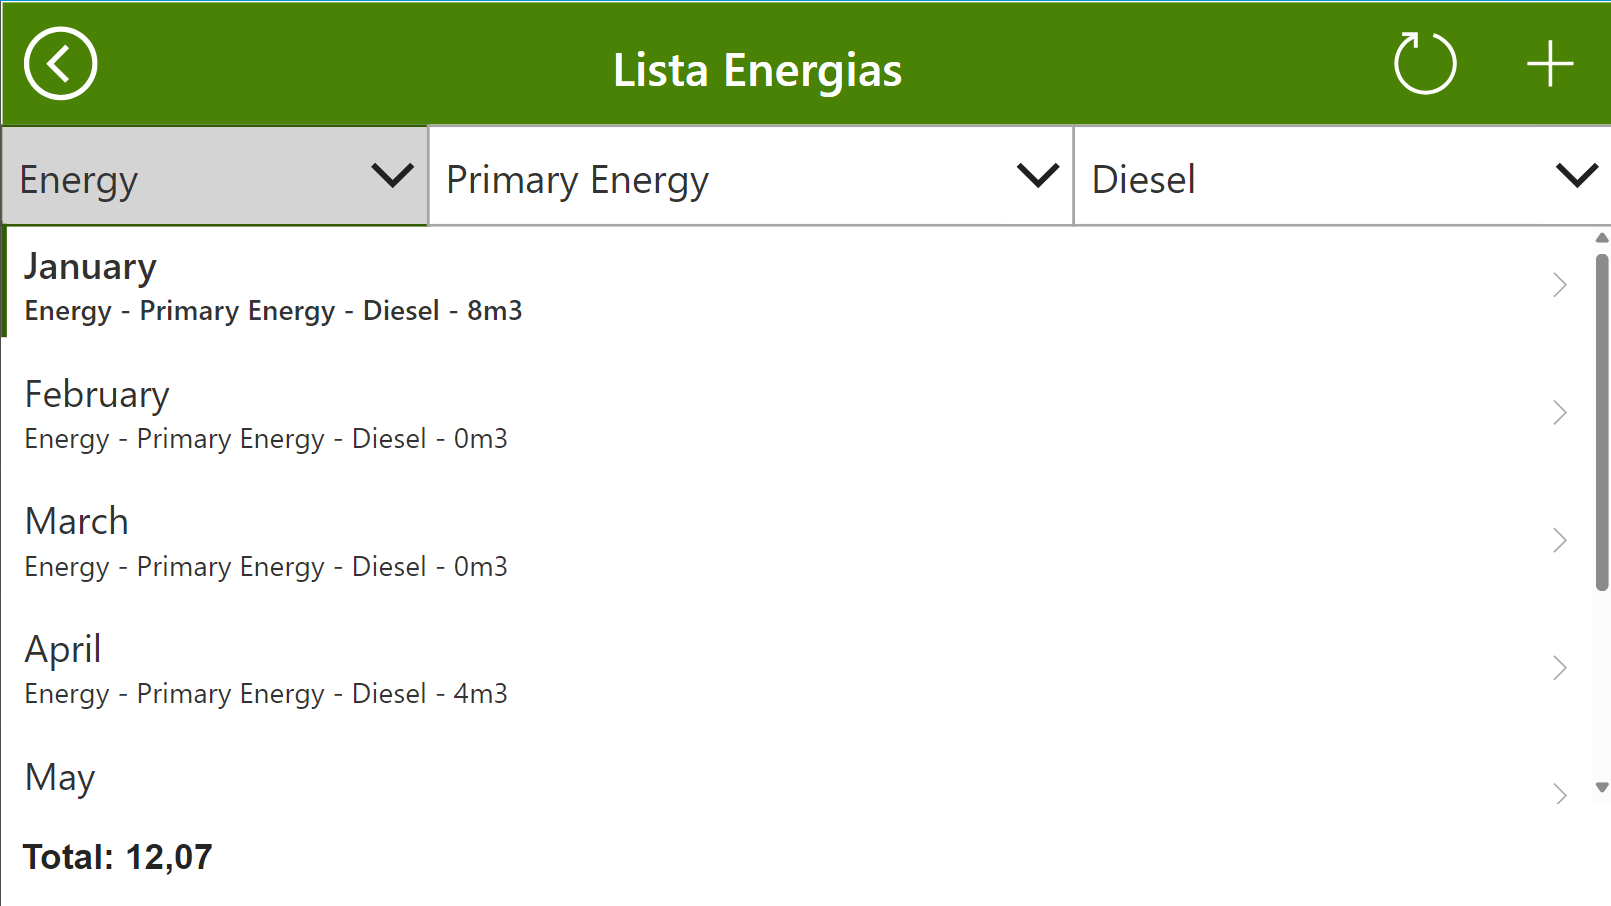 Lista Energias
Energy
Primary Energy
Diesel
January
Energy - Primary Energy - Diesel - 8m3
February
Energy - Primary Energy - Diesel - 0m3
March
Energy - Primary Energy - Diesel - 0m3
April
Energy - Primary Energy - Diesel - 4m3
May
Total: 12,07